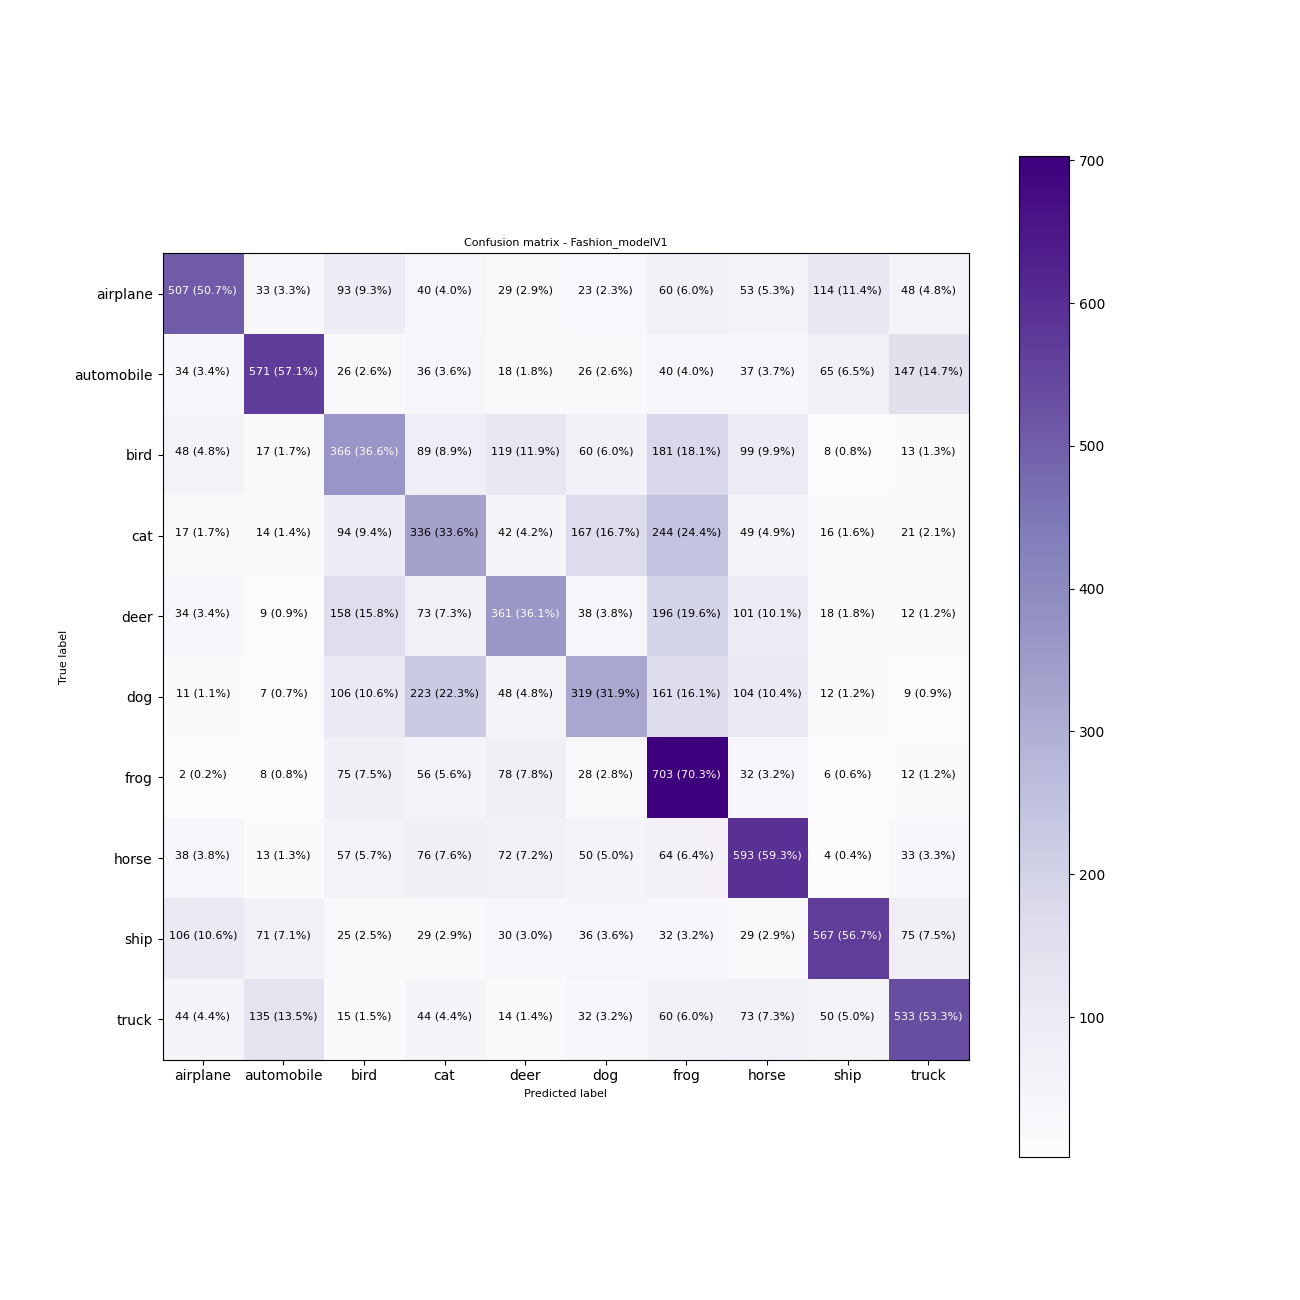 Confusion matrix - Fashion_modelV1
700
600
500
400
300
200
100
True label
airplane 507 (50.7%) 33 (3.3%) 93 (9.3%) 40 (4.0%) 29 (2.9%) 23 (2.3%) 60 (6.0%) 53 (5.3%) 114 (11.4%) 48 (4.8%)
automobile 34 (3.4%) 571 (57.1%) 26 (2.6%) 36 (3.6%) 18 (1.8%) 26 (2.6%) 40 (4.0%) 37 (3.7%) 65 (6.5%) 147 (14.7%)
bird 48 (4.8%) 17 (1.7%) 366 (36.6%) 89 (8.9%) 119 (11.9%) 60 (6.0%) 181 (18.1%) 99 (9.9%) 8 (0.8%) 13 (1.3%)
cat 17 (1.7%) 14 (1.4%) 94 (9.4%) 336 (33.6%) 42 (4.2%) 167 (16.7%) 244 (24.4%) 49 (4.9%) 16 (1.6%) 21 (2.1%)
deer 34 (3.4%) 9 (0.9%) 158 (15.8%) 73 (7.3%) 361 (36.1%) 38 (3.8%) 196 (19.6%) 101 (10.1%) 18 (1.8%) 12 (1.2%)
dog 11 (1.1%) 7 (0.7%) 106 (10.6%) 223 (22.3%) 48 (4.8%) 319 (31.9%) 161 (16.1%) 104 (10.4%) 12 (1.2%) 9 (0.9%)
frog 2 (0.2%) 8 (0.8%) 75 (7.5%) 56 (5.6%) 78 (7.8%) 28 (2.8%) 703 (70.3%) 32 (3.2%) 6 (0.6%) 12 (1.2%)
horse 38 (3.8%) 13 (1.3%) 57 (5.7%) 76 (7.6%) 72 (7.2%) 50 (5.0%) 64 (6.4%) 593 (59.3%) 4 (0.4%) 33 (3.3%)
ship 106 (10.6%) 71 (7.1%) 25 (2.5%) 29 (2.9%) 30 (3.0%) 36 (3.6%) 32 (3.2%) 29 (2.9%) 567 (56.7%) 75 (7.5%)
truck 44 (4.4%) 135 (13.5%) 15 (1.5%) 44 (4.4%) 14 (1.4%) 32 (3.2%) 60 (6.0%) 73 (7.3%) 50 (5.0%) 533 (53.3%)
airplane automobile bird cat deer dog frog horse ship truck
Predicted label